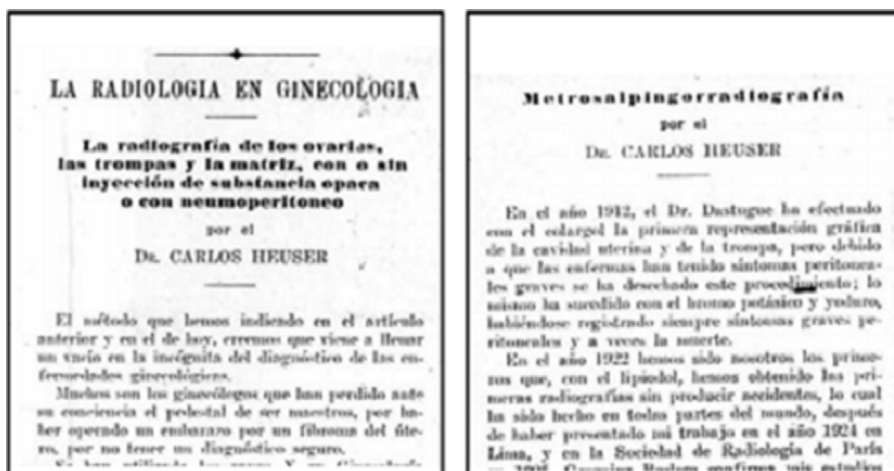 LA RADIOLOGIA EN GINECOLOGIA
La radiografía de los ovarios,
las trompas y la matriz, con o sin
inyección de substancia opaca
o con neumoperitoneo
por el
DR. CARLOS HEUSER
El método que hemos indicado en el artículo
anterior y en el de hoy, creemos que viene a llenar
un vacío en la incógnita del diagnóstico de las en-
fermedades ginecológicas.
Muchos son los ginecólogos que han perdido ante
su conciencia el pedestal de ser maestros, por ha-
ber operado un embarazo por un fibroma del úte-
ro, por no tener un diagnóstico seguro.
Metrosalpingorradiografía
por el
DR. CARLOS HEUSER
En el año 1912, el Dr. Dastugue ha efectuado
con el colargol la primera representación gráfica
de la cavidad uterina y de la trompa, pero debido
a que las enfermas han tenido síntomas peritonea-
les graves se ha desechado este procedimiento; lo
mismo ha sucedido con el bromo potásico y yoduro,
habiéndose registrado siempre síntomas graves pe-
ritoneales y a veces la muerte.
En el año 1922 hemos sido nosotros los prime-
ros que, con el lipiodol, hemos obtenido las pri-
meras radiografías sin producir accidentes, lo cual
ha sido hecho en todas partes del mundo, después
de haber presentado mi trabajo en el año 1924 en
Lima, y en la Sociedad de Radiología de París